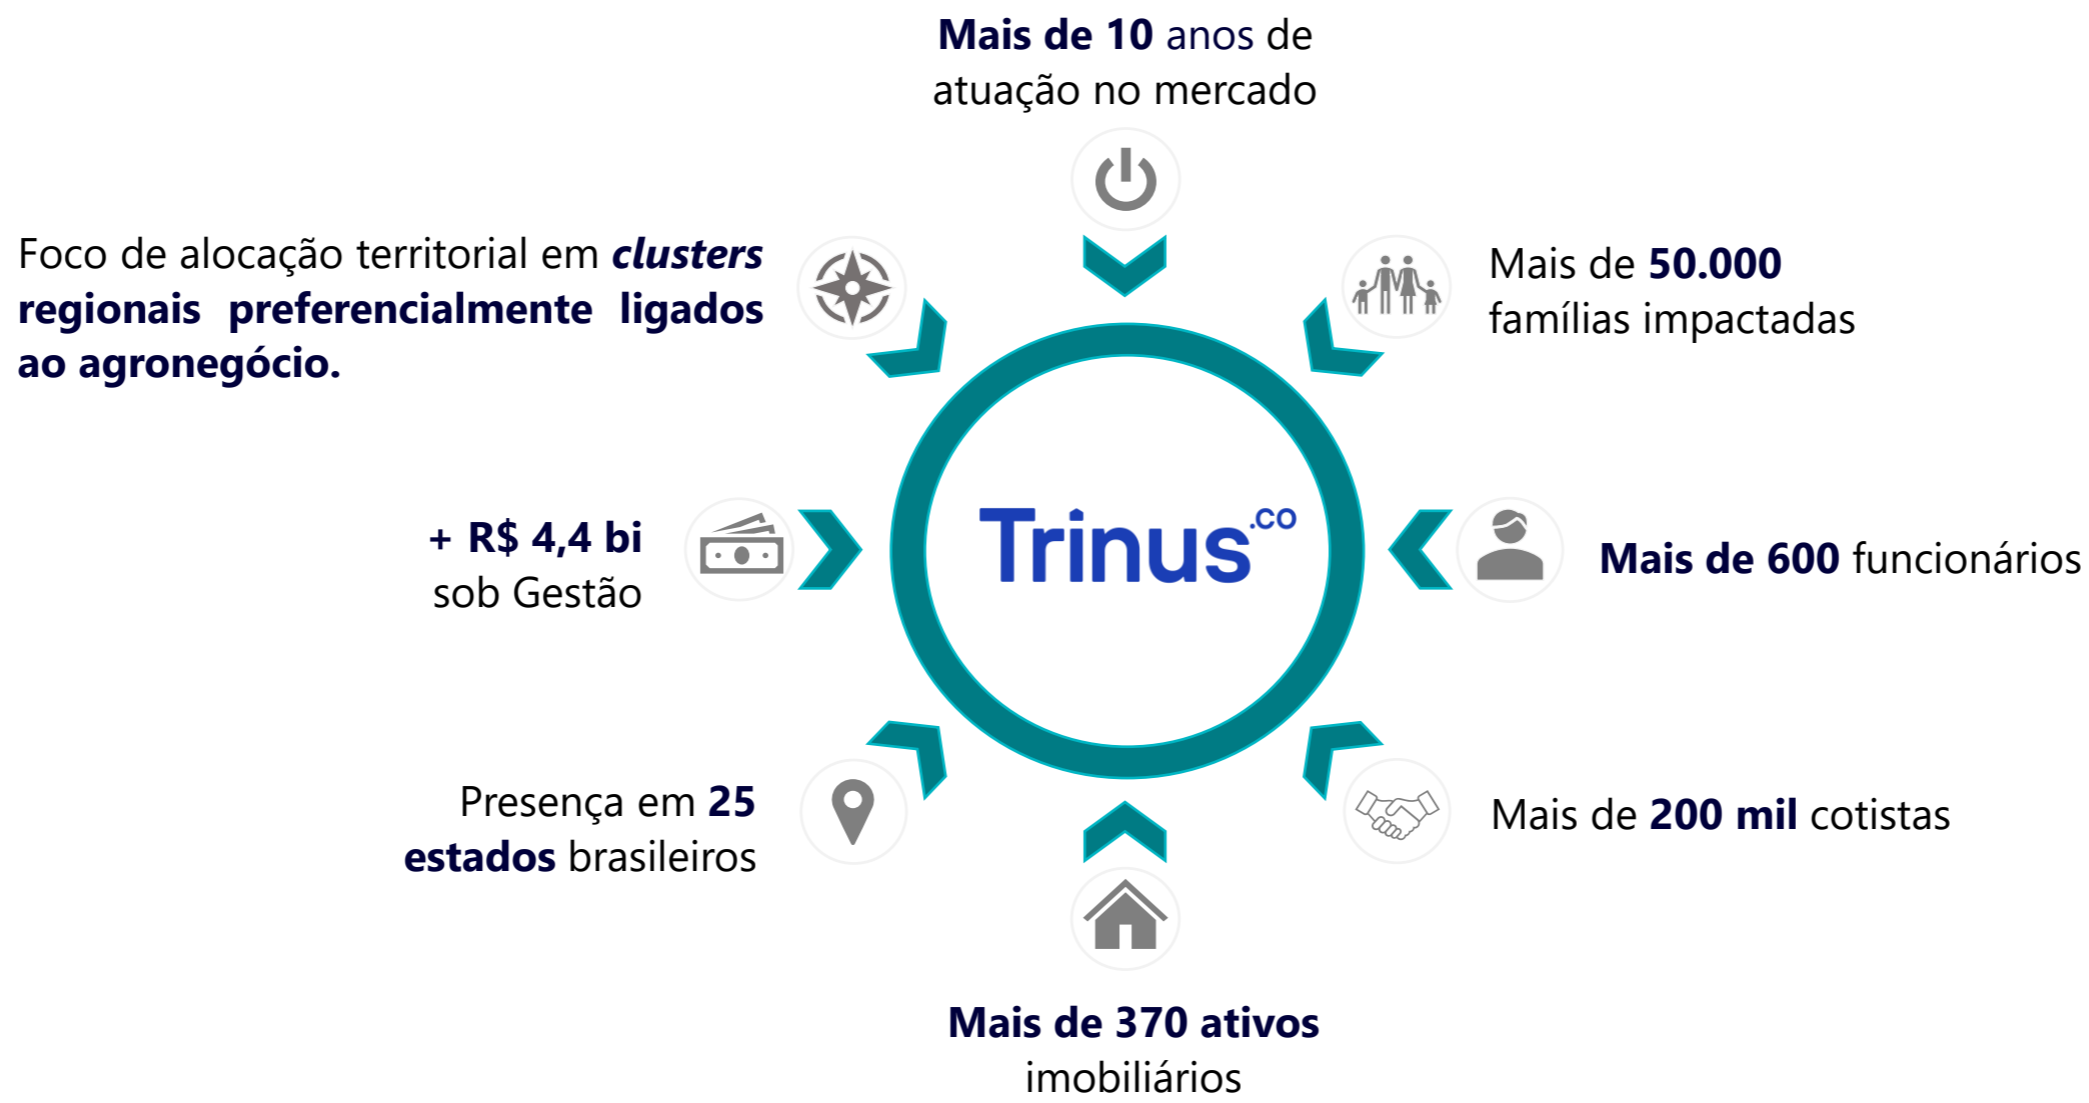 Mais de 10 anos de
atuação no mercado
Foco de alocação territorial em clusters
regionais preferencialmente ligados
ao agronegócio.
Mais de 50.000
famílias impactadas
+ R$ 4,4 bi
sob Gestão
Trinus.co
Mais de 600 funcionários
Presença em 25
estados brasileiros
Mais de 200 mil cotistas
Mais de 370 ativos
imobiliários